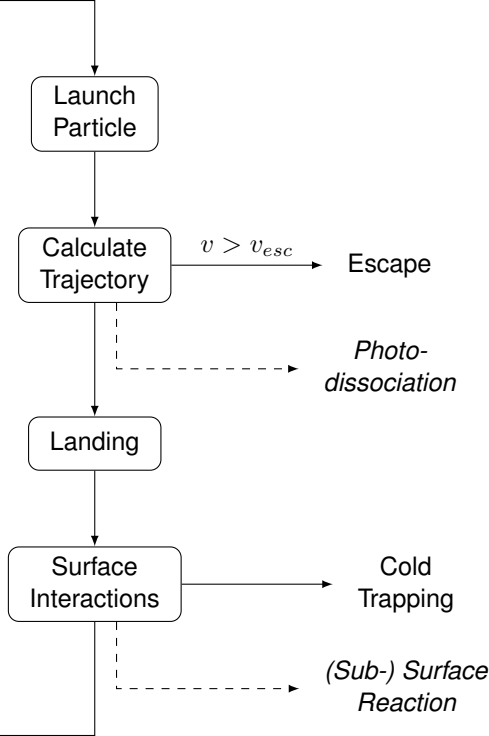 Launch
Particle
Calculate
Trajectory
v > v_esc
Escape
Photo-
dissociation
Landing
Surface
Interactions
Cold
Trapping
(Sub-) Surface
Reaction